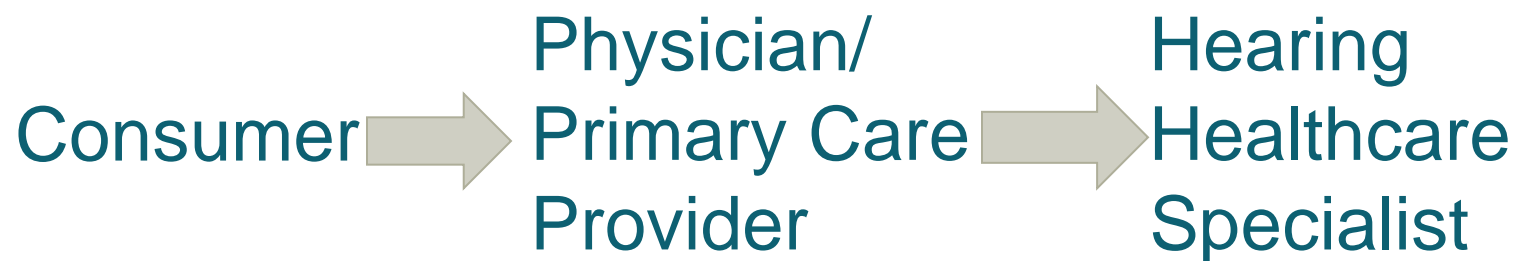 Consumer
Physician/
Primary Care
Provider
Hearing
Healthcare
Specialist